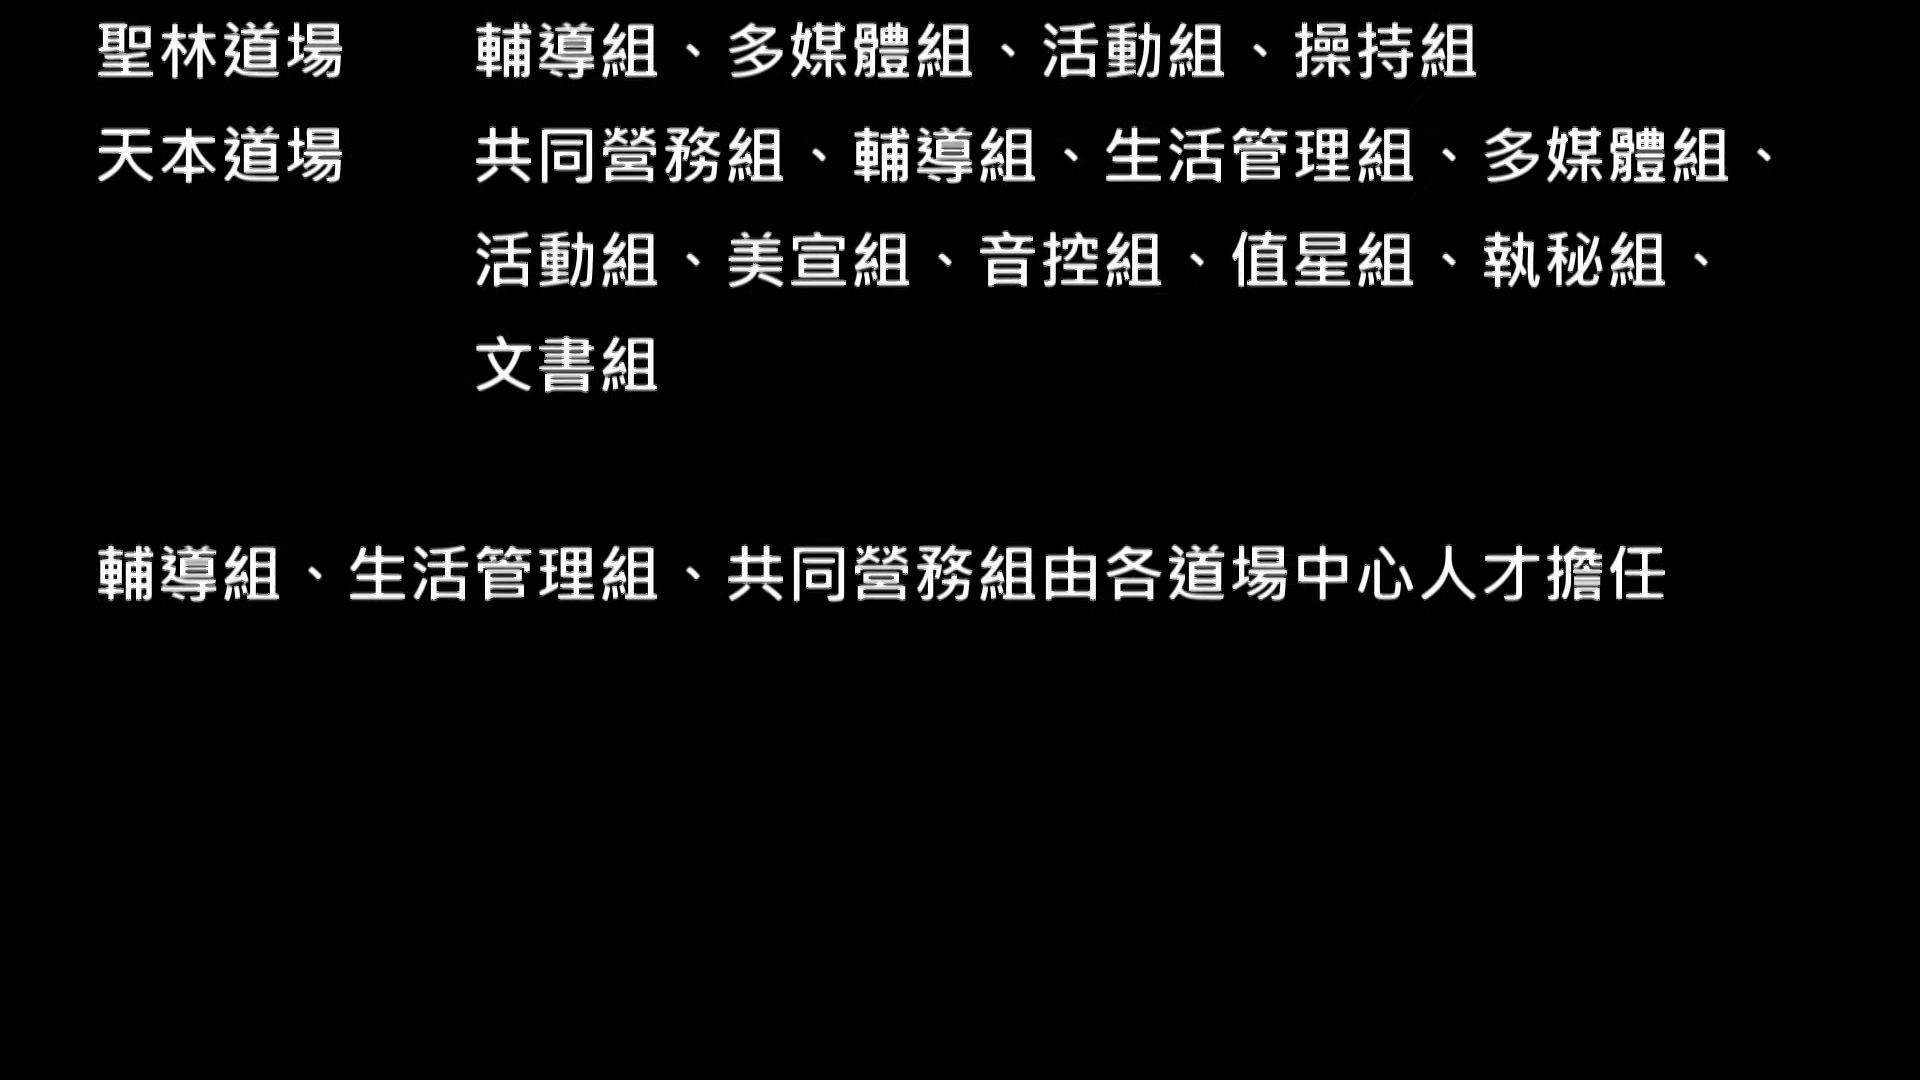 聖林道場　輔導組、多媒體組、活動組、操持組
天本道場　共同營務組、輔導組、生活管理組、多媒體組、
活動組、美宣組、音控組、值星組、執秘組、
文書組
輔導組、生活管理組、共同營務組由各道場中心人才擔任